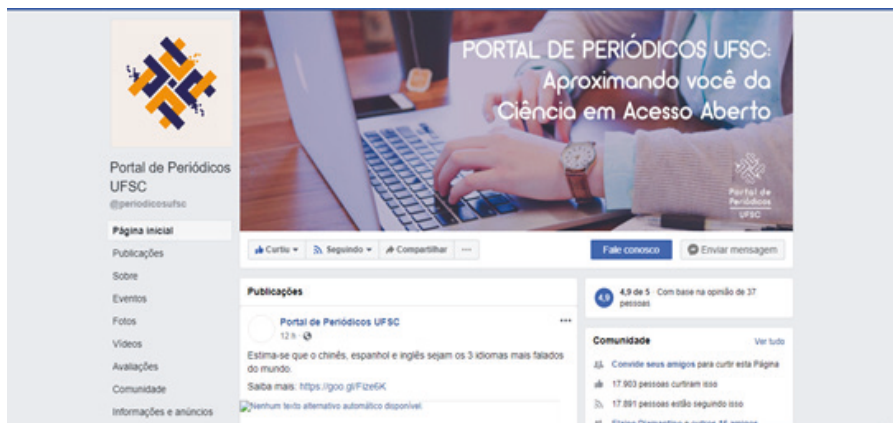 PORTAL DE PERIÓDICOS UFSC:
Aproximando você da
Ciência em Acesso Aberto
Portal de
Periódicos
UFSC
Portal de Periódicos
UFSC
@periodicosufsc
Página inicial
Publicações
Sobre
Eventos
Fotos
Vídeos
Avaliações
Comunidade
Informações e anúncios
Curtiu
Seguindo
Compartilhar
Fale conosco
Enviar mensagem
Publicações
Portal de Periódicos UFSC
12 h
Estima-se que o chinês, espanhol e inglês sejam os 3 idiomas mais falados
do mundo.
Saiba mais: https://goo.gl/Fize6K
Nenhum texto alternativo automático disponível.
4,9
4,9 de 5 · Com base na opinião de 37
pessoas
Comunidade
Ver tudo
Convide seus amigos para curtir esta Página
17.903 pessoas curtiram isso
17.891 pessoas estão seguindo isso